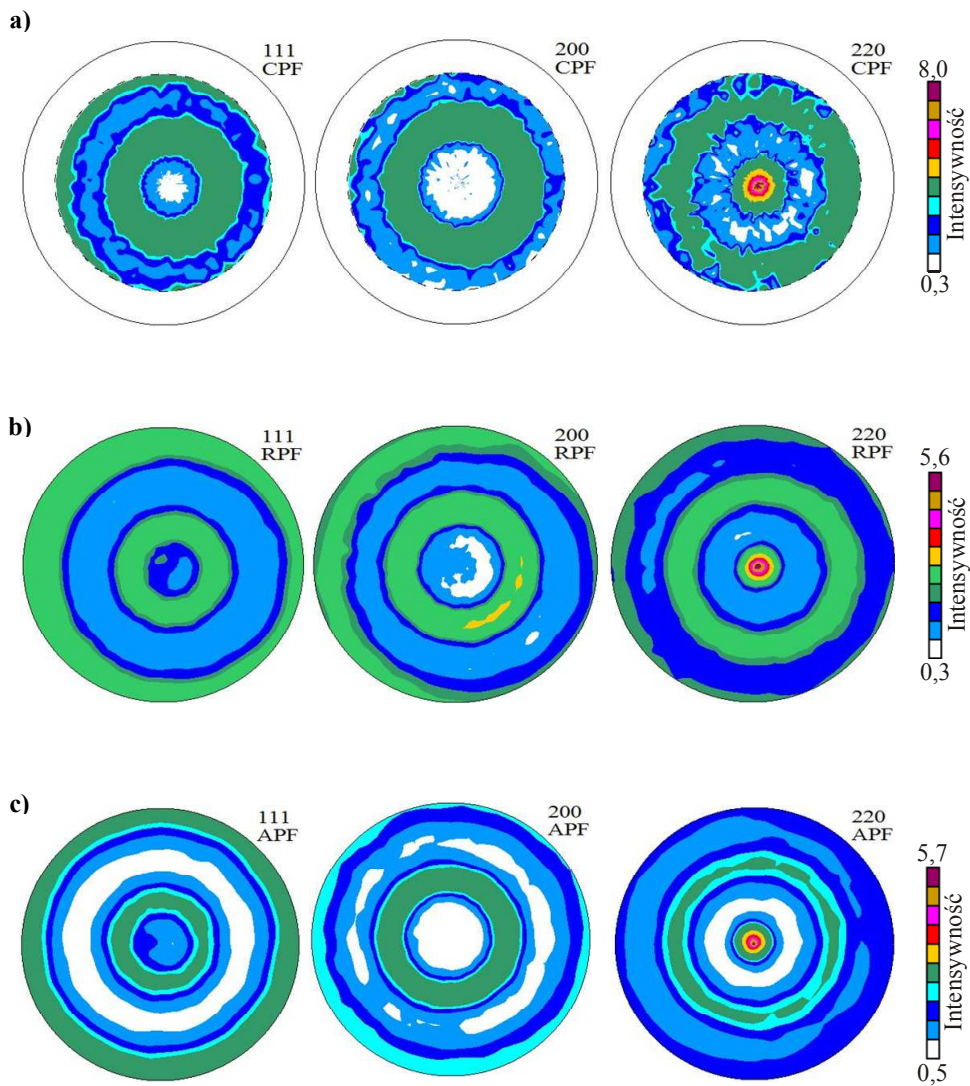 a)
111
CPF
200
CPF
220
CPF
8,0
Intensywność
0,3
b)
111
RPF
200
RPF
220
RPF
5,6
Intensywność
0,3
c)
111
APF
200
APF
220
APF
5,7
Intensywność
0,5